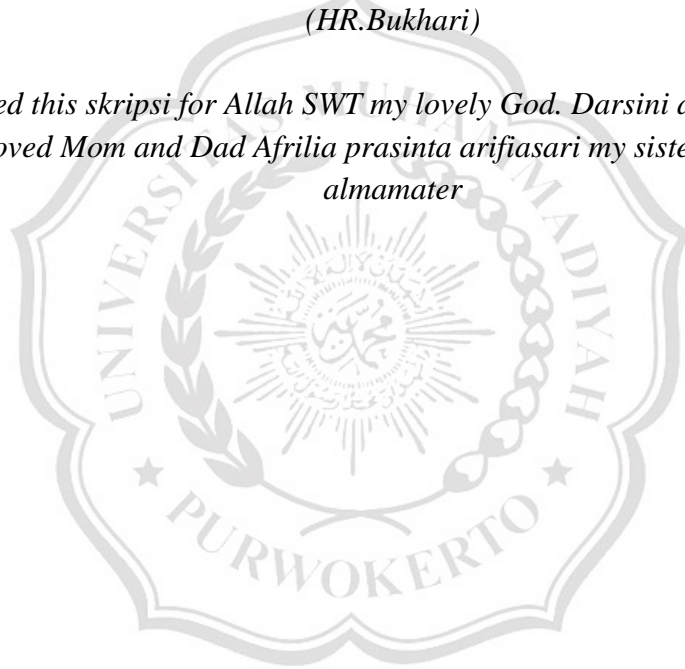 (HR.Bukhari)
ed this skripsi for Allah SWT my lovely God. Darsini a
oved Mom and Dad Afrilia prasinta arifiasari my siste
almamater
UNIVERSITAS MUHAMMADIYAH
PURWOKERTO